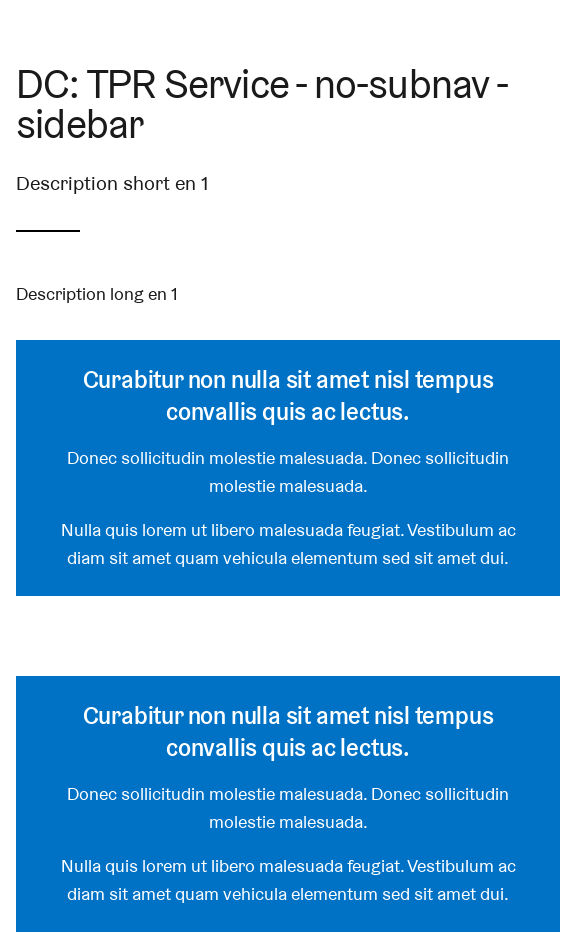 DC: TPR Service - no-subnav -
sidebar
Description short en 1
Description long en 1
Curabitur non nulla sit amet nisl tempus
convallis quis ac lectus.
Donec sollicitudin molestie malesuada. Donec sollicitudin
molestie malesuada.
Nulla quis lorem ut libero malesuada feugiat. Vestibulum ac
diam sit amet quam vehicula elementum sed sit amet dui.
Curabitur non nulla sit amet nisl tempus
convallis quis ac lectus.
Donec sollicitudin molestie malesuada. Donec sollicitudin
molestie malesuada.
Nulla quis lorem ut libero malesuada feugiat. Vestibulum ac
diam sit amet quam vehicula elementum sed sit amet dui.